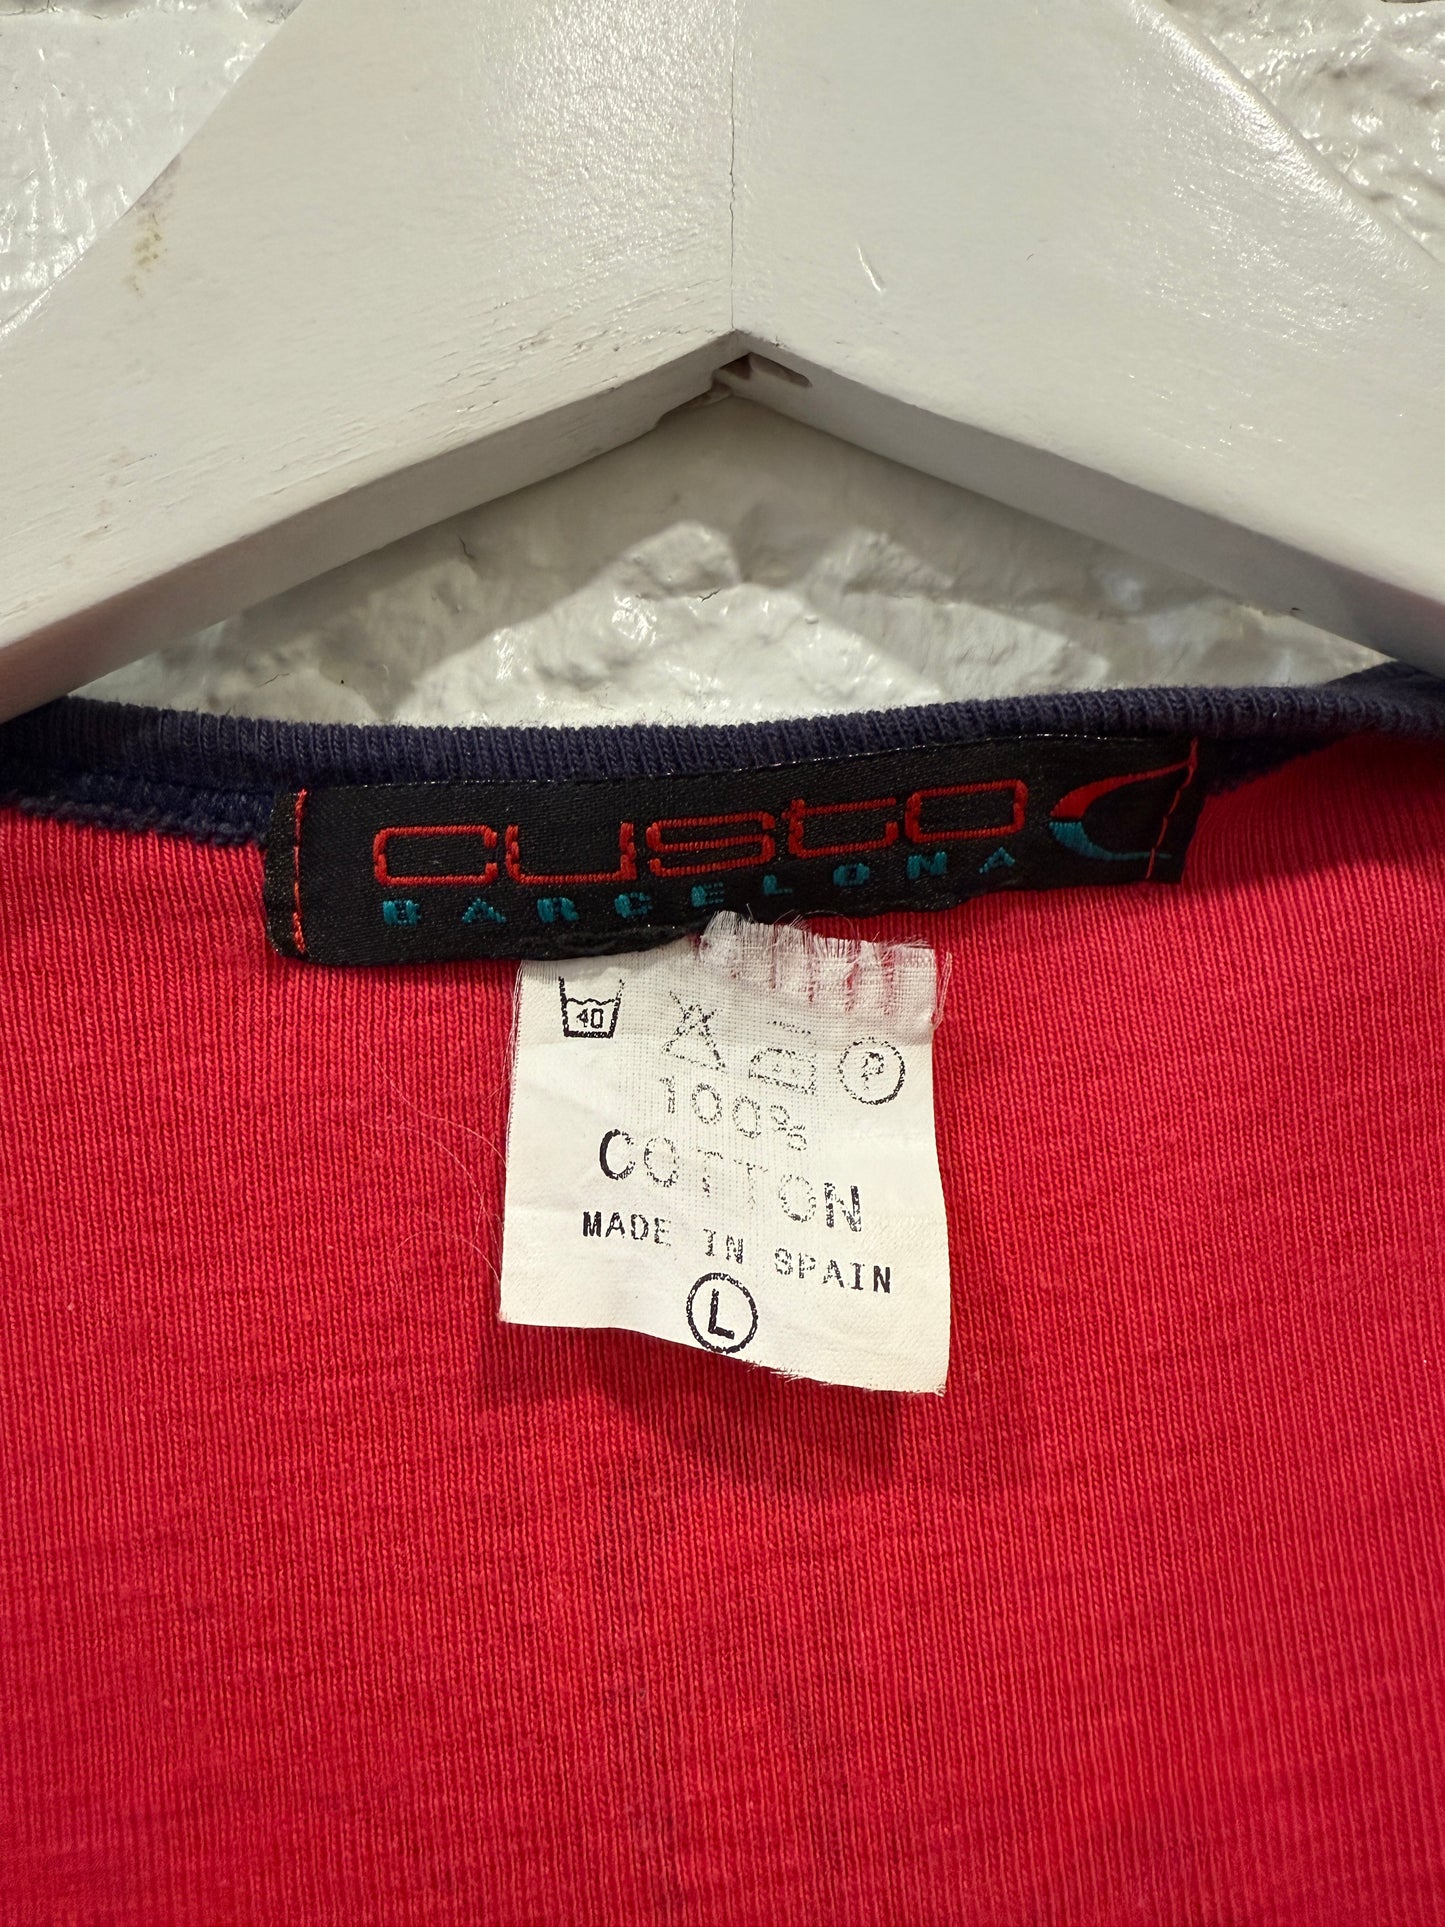 custo
BARCELONA
40
P
100%
COTTON
MADE IN SPAIN
L